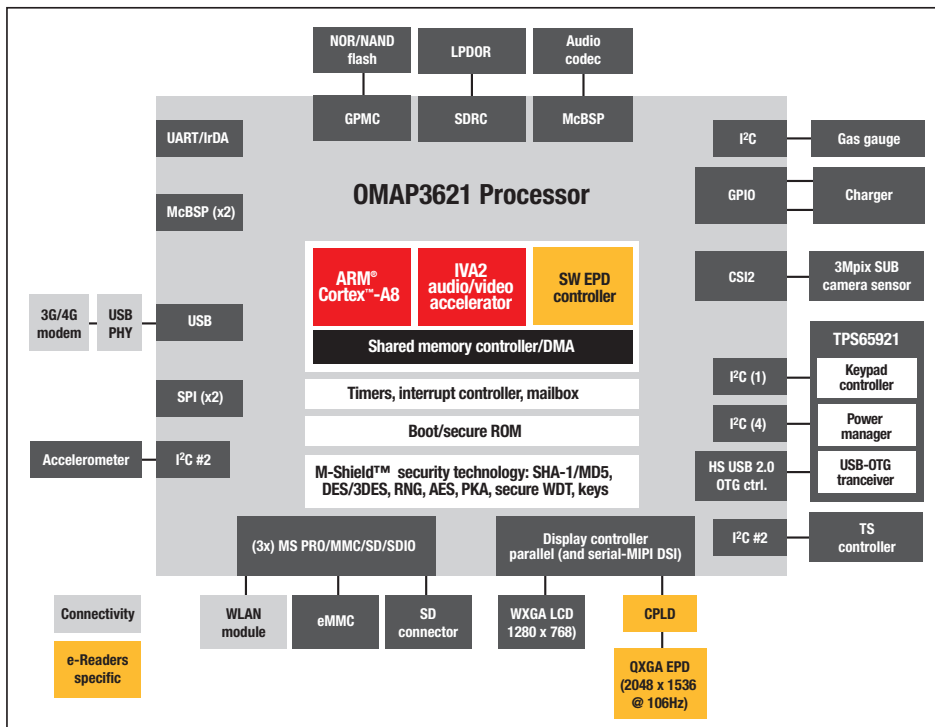 NOR/NAND
flash
LPDOR
Audio
codec
GPMC
SDRC
McBSP
UART/IrDA
I²C
Gas gauge
OMAP3621 Processor
GPIO
Charger
McBSP (x2)
ARM®
Cortex™-A8
IVA2
audio/video
accelerator
SW EPD
controller
CSI2
3Mpix SUB
camera sensor
3G/4G
modem
USB
PHY
USB
Shared memory controller/DMA
TPS65921
I²C (1)
Keypad
controller
SPI (x2)
Timers, interrupt controller, mailbox
I²C (4)
Power
manager
Boot/secure ROM
Accelerometer
I²C #2
M-Shield™ security technology: SHA-1/MD5,
DES/3DES, RNG, AES, PKA, secure WDT, keys
HS USB 2.0
OTG ctrl.
USB-OTG
tranceiver
(3x) MS PRO/MMC/SD/SDIO
Display controller
parallel (and serial-MIPI DSI)
I²C #2
TS
controller
Connectivity
WLAN
module
eMMC
SD
connector
WXGA LCD
1280 x 768)
CPLD
e-Readers
specific
QXGA EPD
(2048 x 1536
@ 106Hz)